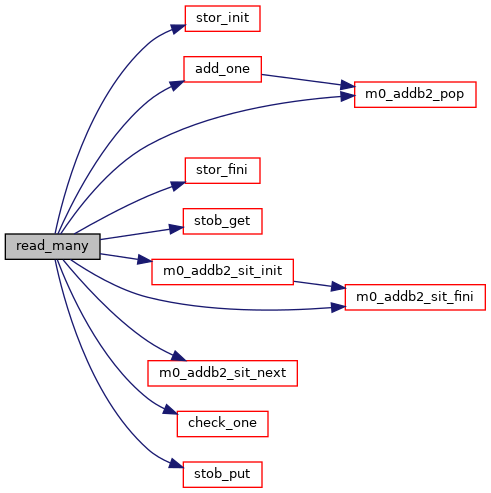 stor_init
add_one
m0_addb2_pop
stor_fini
stob_get
read_many
m0_addb2_sit_init
m0_addb2_sit_fini
m0_addb2_sit_next
check_one
stob_put